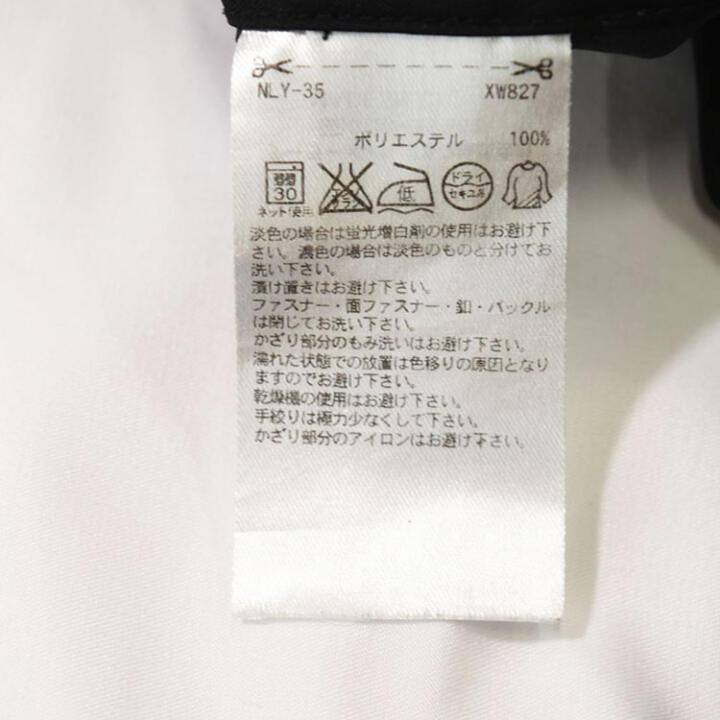 NLY-35 XW827
ポリエステル 100%
30 エンソ サラシ 低 ドライ セキユ系
ネット使用
淡色の場合は蛍光増白剤の使用はお避け下
さい。濃色の場合は淡色のものと分けてお
洗い下さい。
漬け置きはお避け下さい。
ファスナー・面ファスナー・釦・バックル
は閉じてお洗い下さい。
かざり部分のもみ洗いはお避け下さい。
濡れた状態での放置は色移りの原因となり
ますのでお避け下さい。
乾燥機の使用はお避け下さい。
手絞りは極力少なくして下さい。
かざり部分のアイロンはお避け下さい。